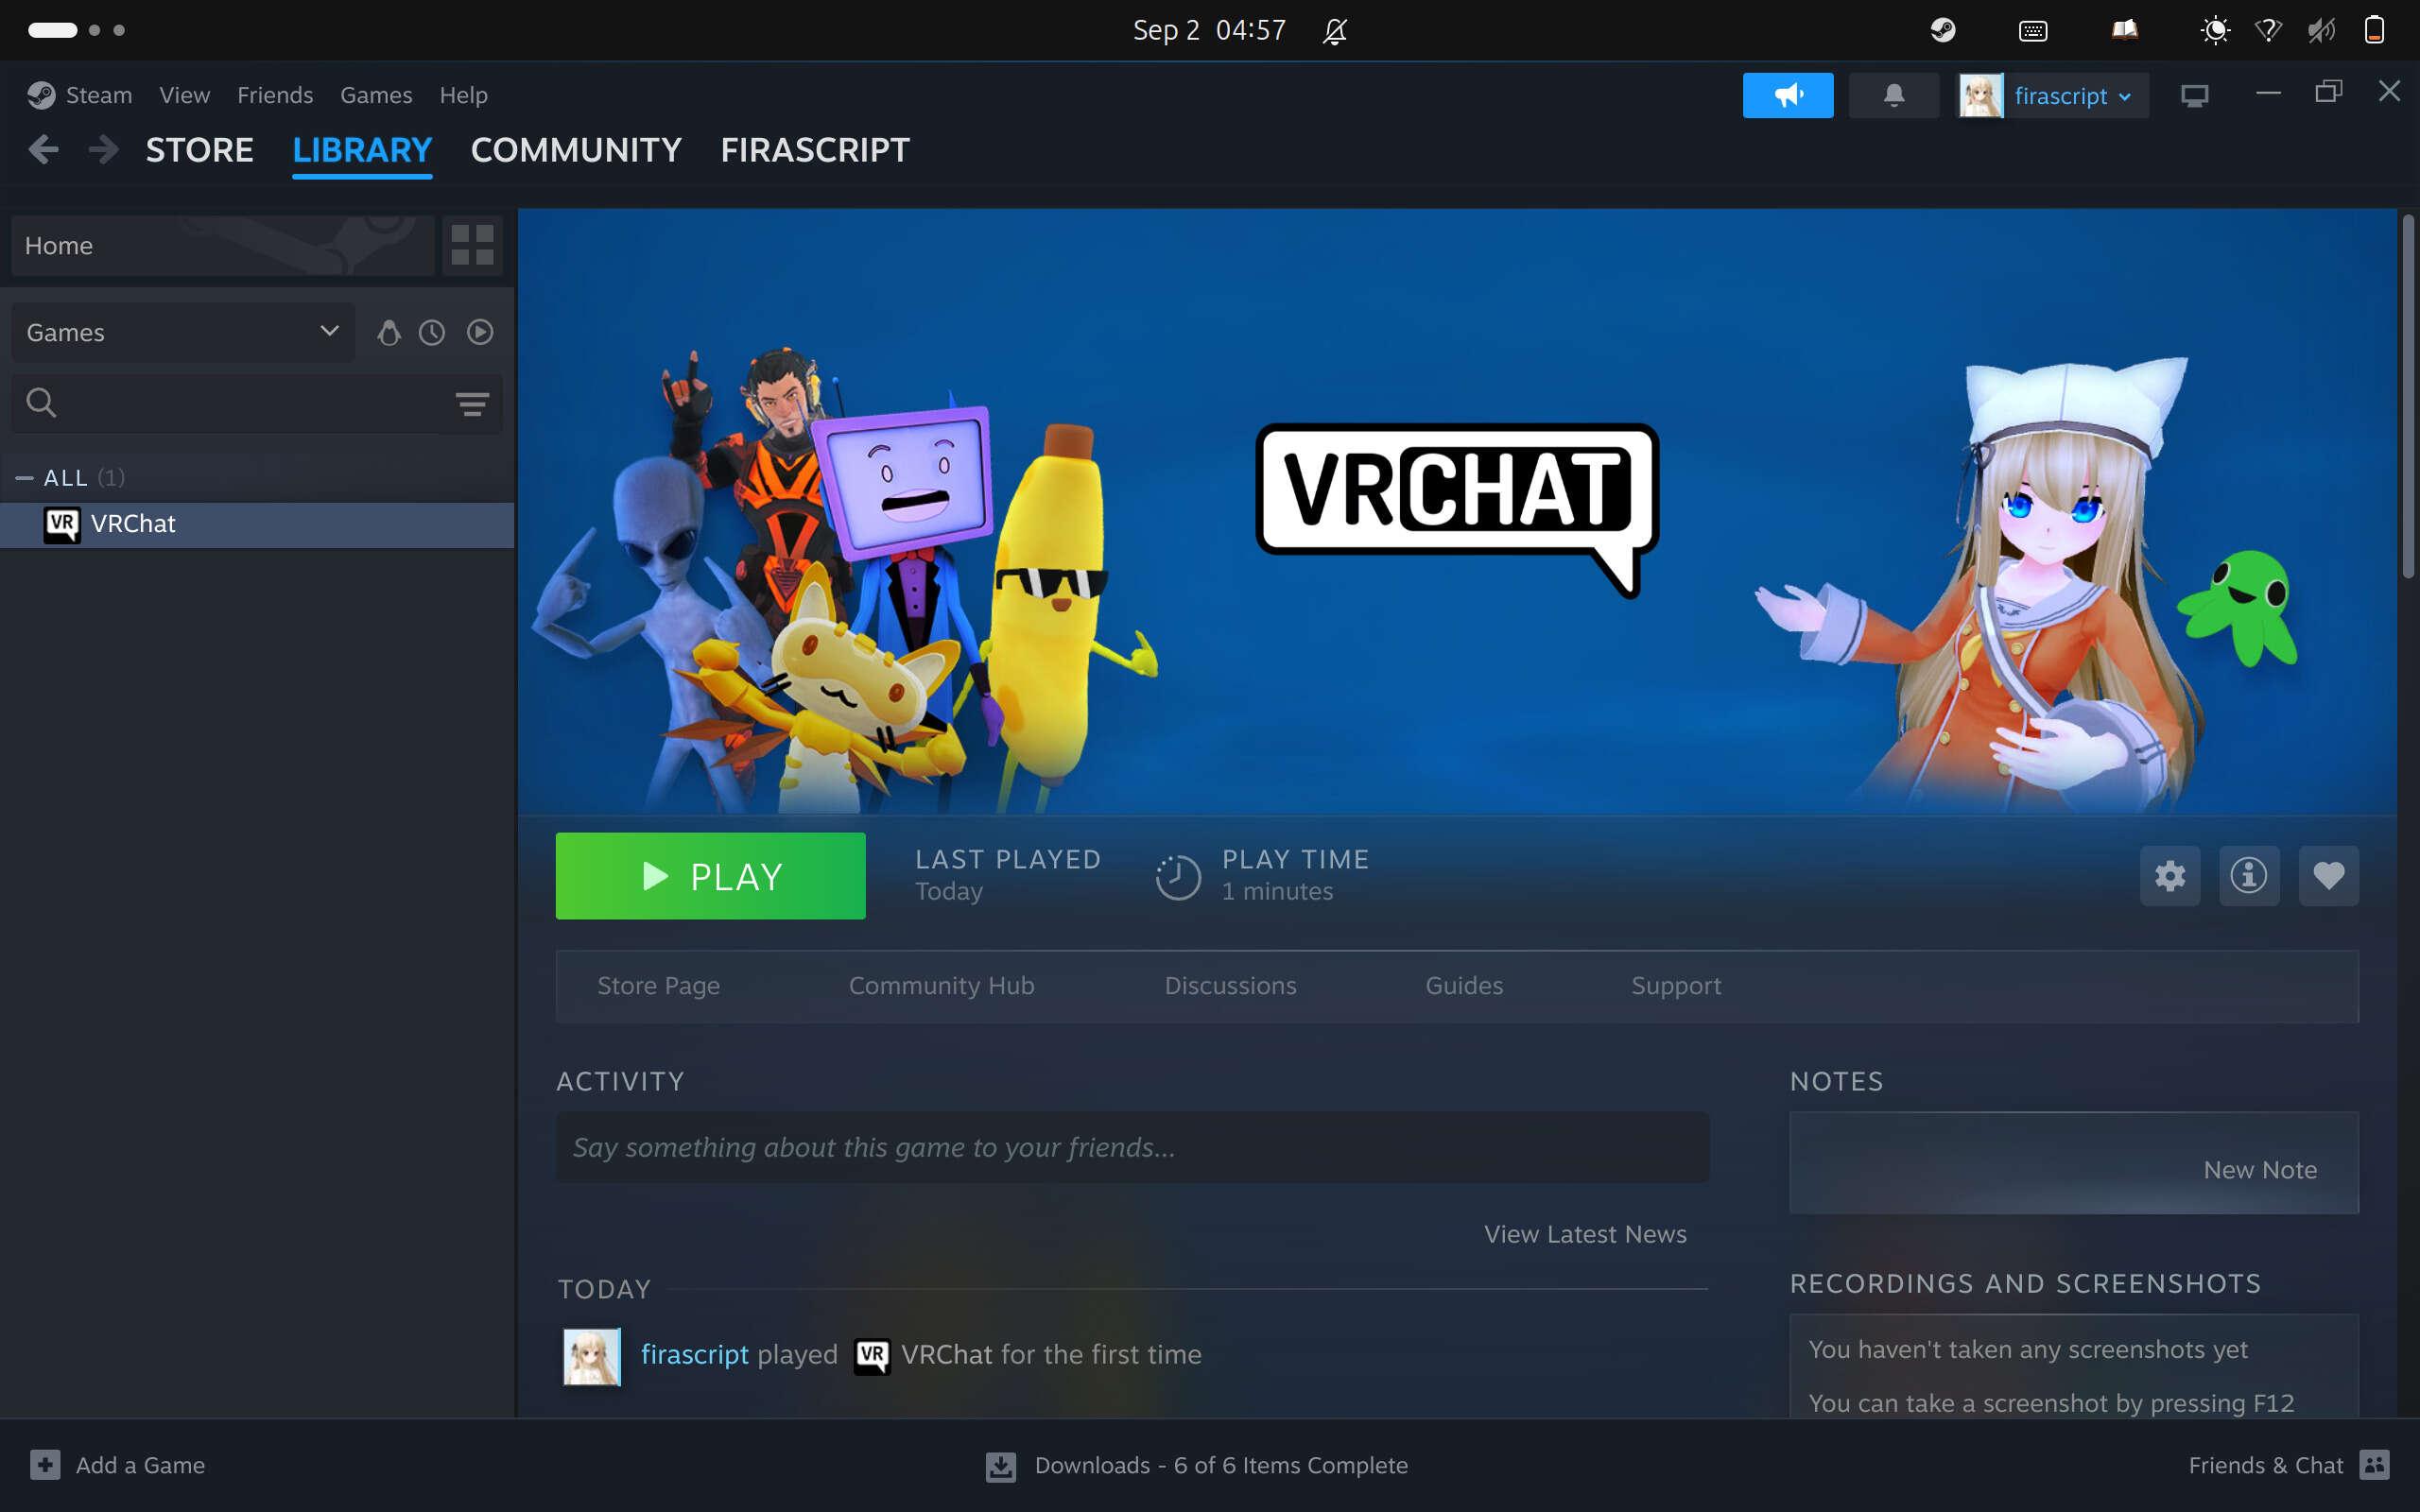 Sep 2 04:57
Steam View Friends Games Help
firascript
STORE LIBRARY COMMUNITY FIRASCRIPT
Home
Games
ALL (1)
VR VRChat
VRCHAT
PLAY
LAST PLAYED
Today
PLAY TIME
1 minutes
Store Page Community Hub Discussions Guides Support
ACTIVITY
Say something about this game to your friends...
View Latest News
TODAY
firascript played VR VRChat for the first time
NOTES
New Note
RECORDINGS AND SCREENSHOTS
You haven't taken any screenshots yet
You can take a screenshot by pressing F12
Add a Game
Downloads - 6 of 6 Items Complete
Friends & Chat